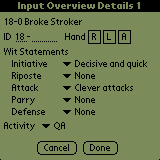 Input Overview Details 1
18-0 Broke Stroker
ID 18-- Hand R L A
Wit Statements
Initiative Decisive and quick
Riposte None
Attack Clever attacks
Parry None
Defense None
Activity QA
Cancel Done